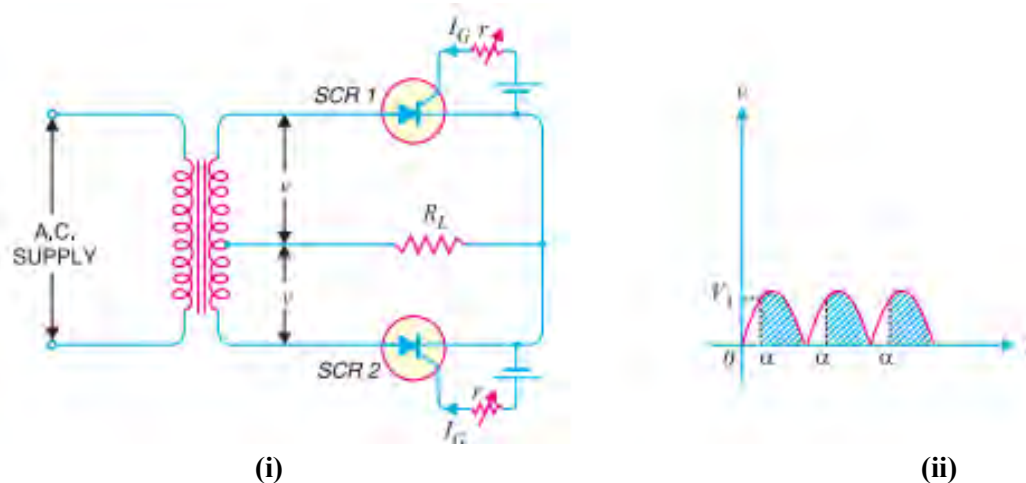 I_G r
SCR 1
v
R_L
A.C.
SUPPLY
v
SCR 2
r
I_G
v
V_1
0 α α α
(i) (ii)